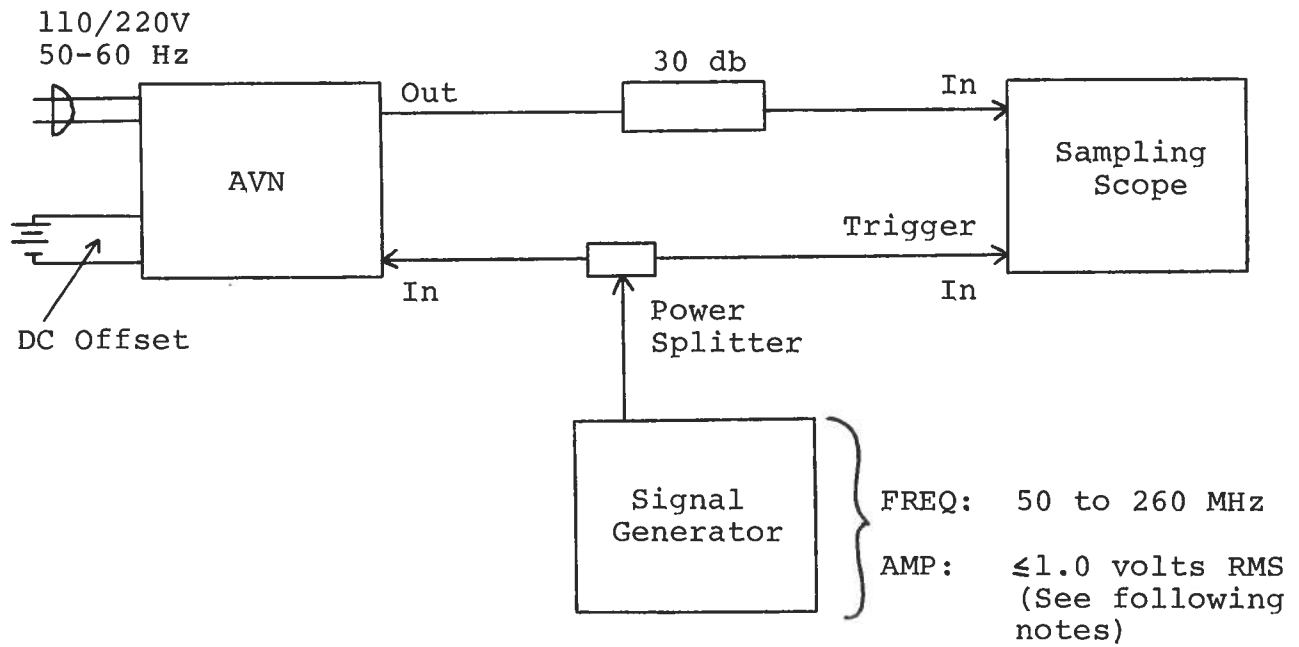 110/220V
50-60 Hz
30 db
Out
In
AVN
Sampling
Scope
Trigger
In
In
DC Offset
Power
Splitter
Signal
Generator
FREQ: 50 to 260 MHz
AMP: ≤1.0 volts RMS
(See following
notes)